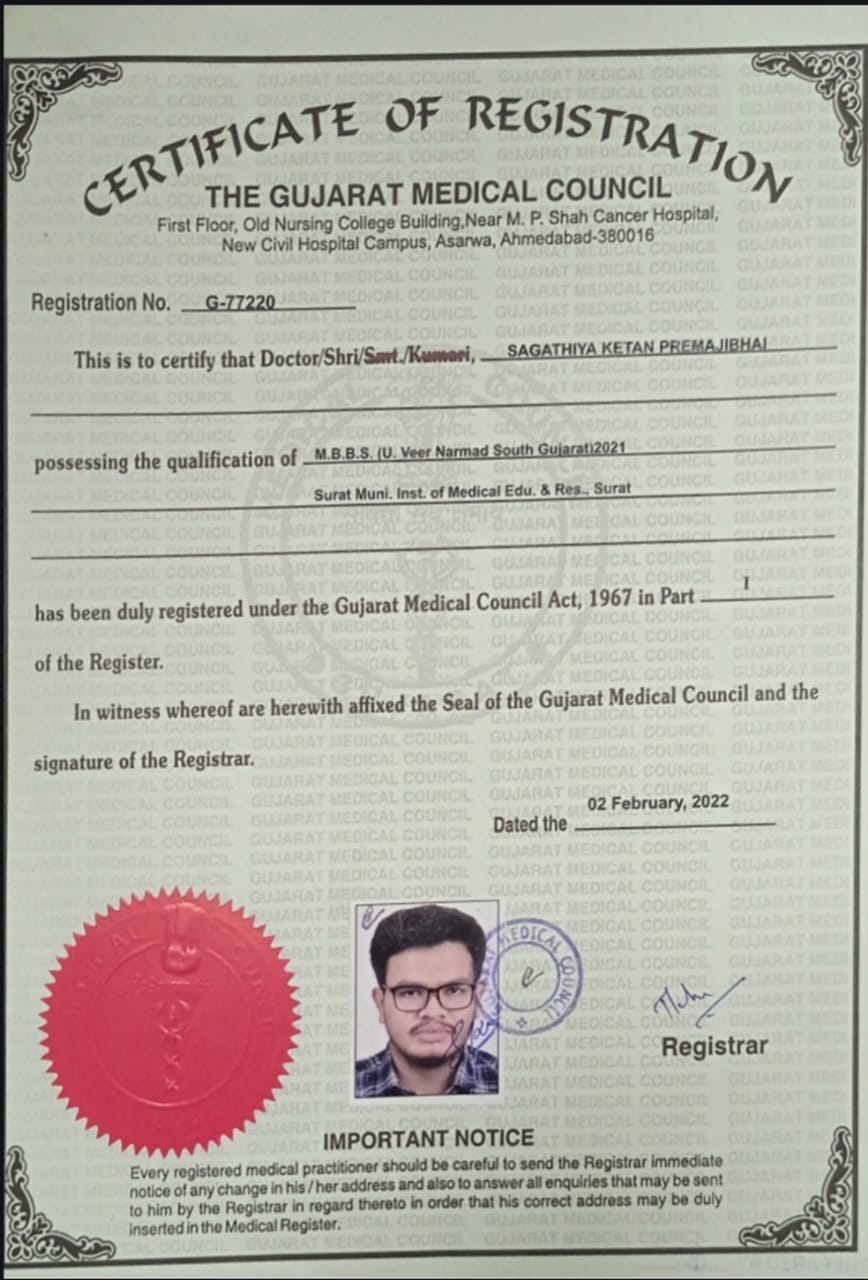 CERTIFICATE OF REGISTRATION
THE GUJARAT MEDICAL COUNCIL
First Floor, Old Nursing College Building,Near M. P. Shah Cancer Hospital,
New Civil Hospital Campus, Asarwa, Ahmedabad-380016
Registration No. G-77220
This is to certify that Doctor/Shri/Smt./Kumari, SAGATHIYA KETAN PREMAJIBHAI
possessing the qualification of M.B.B.S. (U. Veer Narmad South Gujarat)2021
Surat Muni. Inst. of Medical Edu. & Res., Surat
has been duly registered under the Gujarat Medical Council Act, 1967 in Part I
of the Register.
In witness whereof are herewith affixed the Seal of the Gujarat Medical Council and the
signature of the Registrar.
02 February, 2022
Dated the
MEDICAL COUNCIL
Registrar
IMPORTANT NOTICE
Every registered medical practitioner should be careful to send the Registrar immediate
notice of any change in his / her address and also to answer all enquiries that may be sent
to him by the Registrar in regard thereto in order that his correct address may be duly
inserted in the Medical Register.